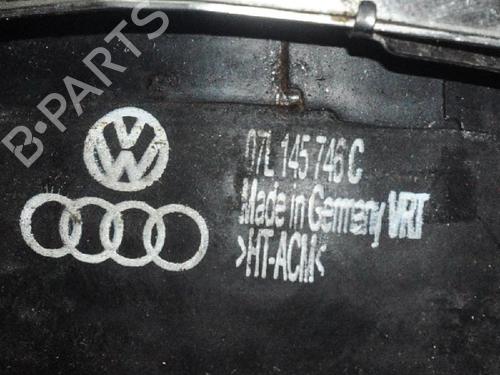 B-PARTS
07L 145 746 C
Made in Germany VRT
>HT-ACM<